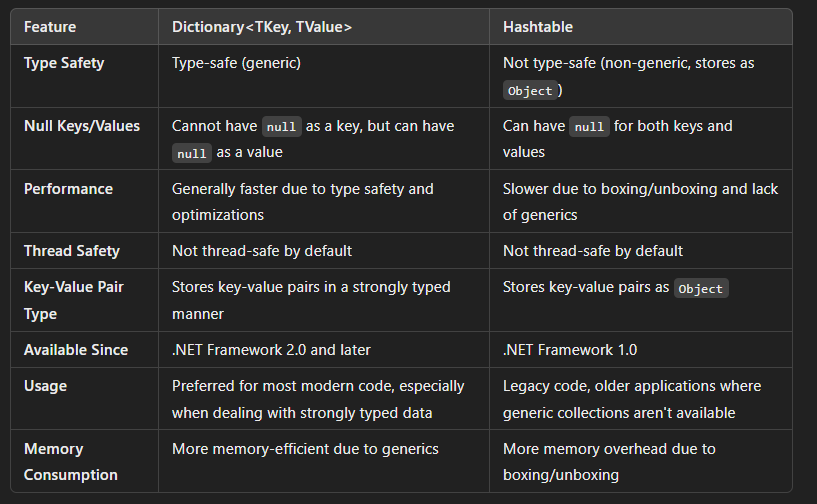 Feature Dictionary<TKey, TValue> Hashtable
Type Safety Type-safe (generic) Not type-safe (non-generic, stores as
Object)
Null Keys/Values Cannot have null as a key, but can have Can have null for both keys and
null as a value values
Performance Generally faster due to type safety and Slower due to boxing/unboxing and lack
optimizations of generics
Thread Safety Not thread-safe by default Not thread-safe by default
Key-Value Pair Stores key-value pairs in a strongly typed Stores key-value pairs as Object
Type manner
Available Since .NET Framework 2.0 and later .NET Framework 1.0
Usage Preferred for most modern code, especially Legacy code, older applications where
when dealing with strongly typed data generic collections aren't available
Memory More memory-efficient due to generics More memory overhead due to
Consumption boxing/unboxing